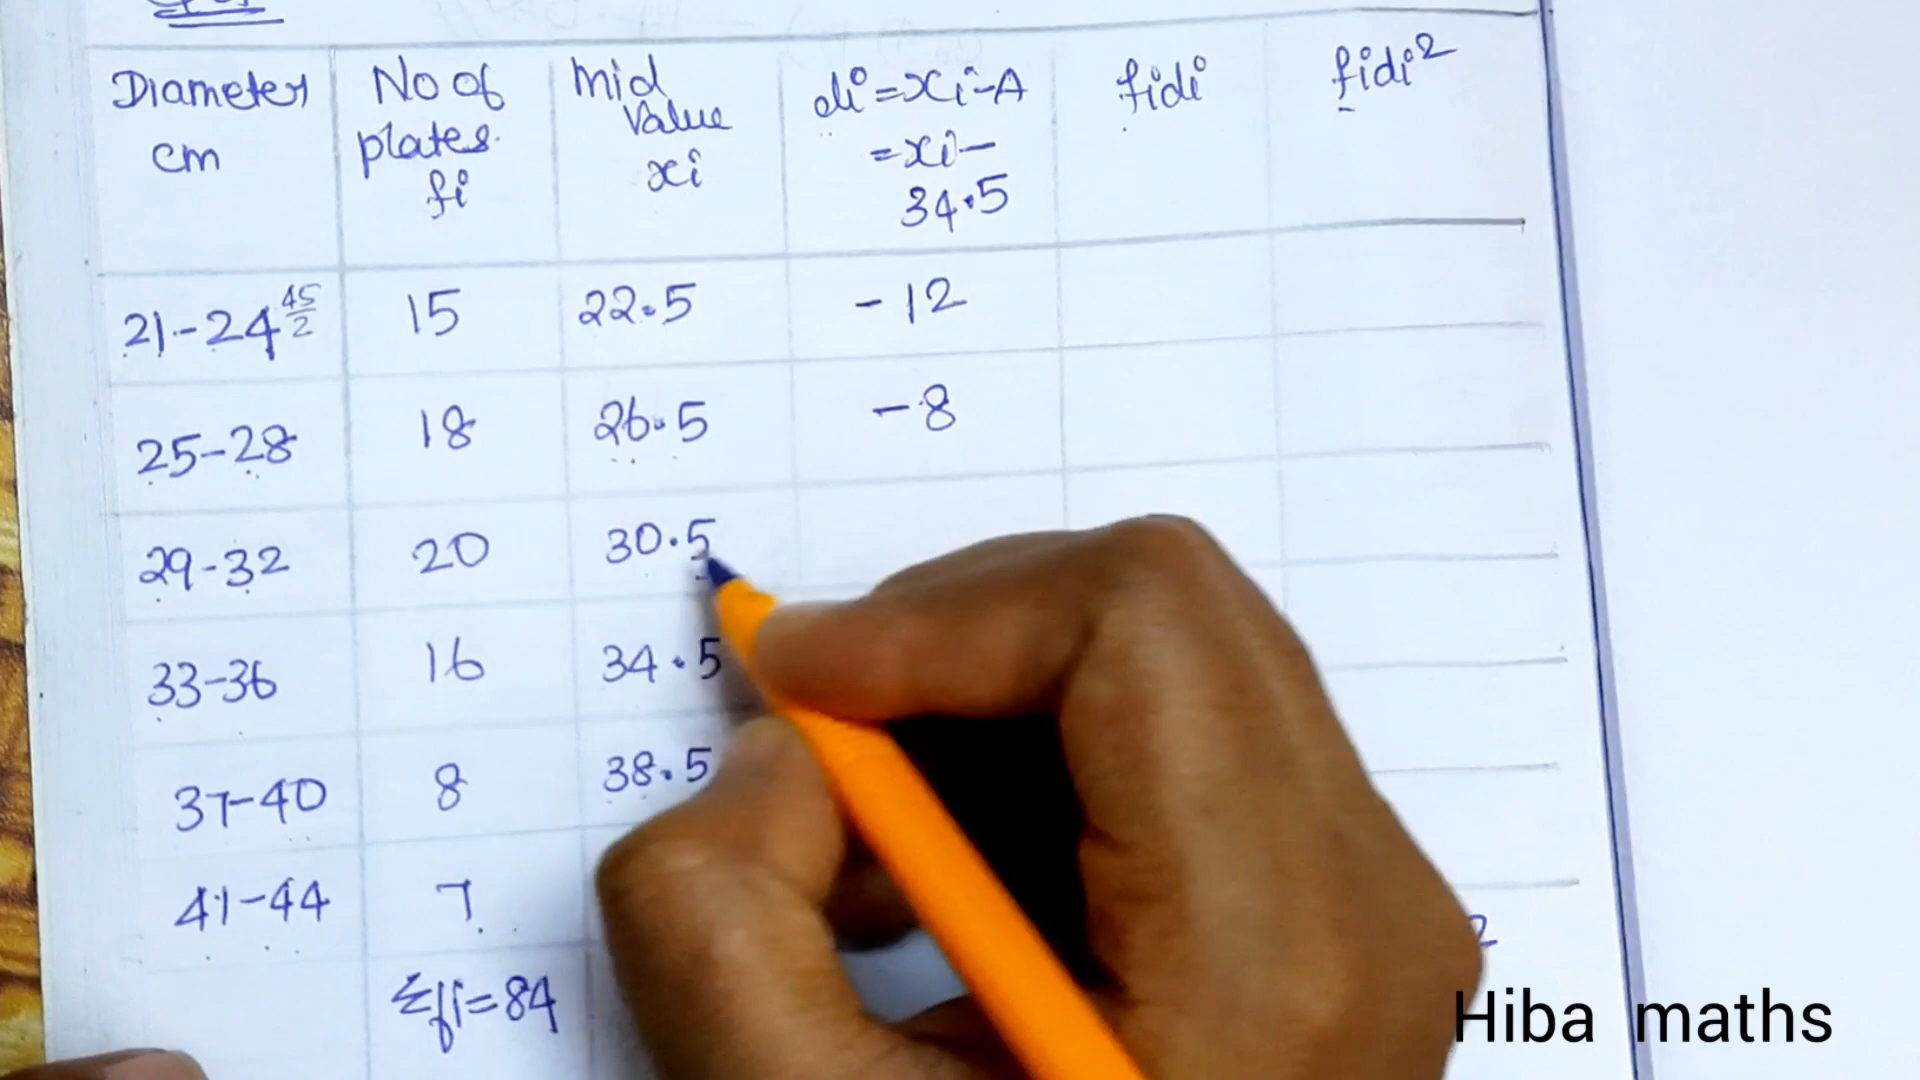 Diameter cm | No of plates. fi | Mid Value xi | di = xi - A = xi - 34.5 | fidi | fidi²
21-24 45/2 | 15 | 22.5 | -12
25-28 | 18 | 26.5 | -8
29-32 | 20 | 30.5
33-36 | 16 | 34.5
37-40 | 8 | 38.5
41-44 | 7
Σfi=84
2
Hiba maths